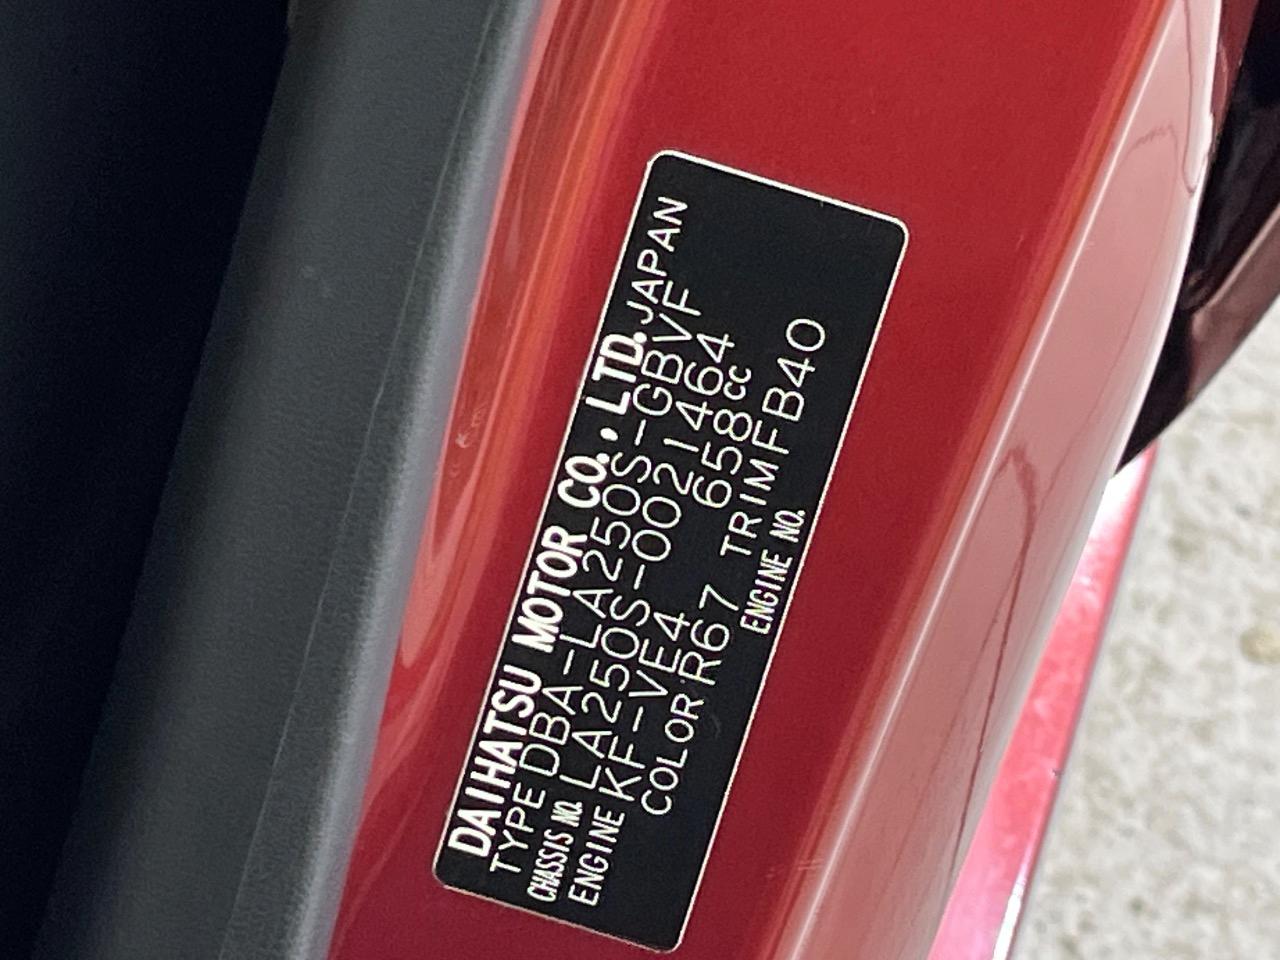 DAIHATSU MOTOR CO., LTD. JAPAN
TYPE DBA-LA250S-GBVF
CHASSIS NO. LA250S-0021464
ENGINE KF-VE4 658cc
COLOR R67 TRIM FB40
ENGINE NO.